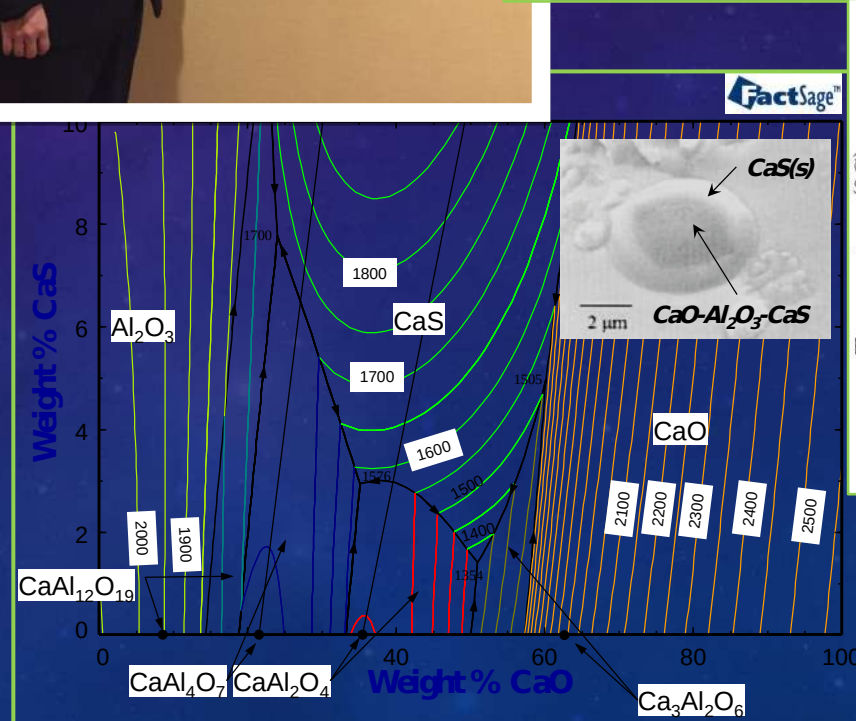 FactSage™
10
CaS(s)
8
1700
1800
Al₂O₃
CaS
6
2 μm
CaO-Al₂O₃-CaS
Weight % CaS
1700
1505
4
CaO
1600
1576
1500
2100
2200
2300
2400
2500
2
2000
1900
1400
1354
CaAl₁₂O₁₉
0
0
40
60
80
100
CaAl₄O₇
CaAl₂O₄
Weight % CaO
Ca₃Al₂O₆